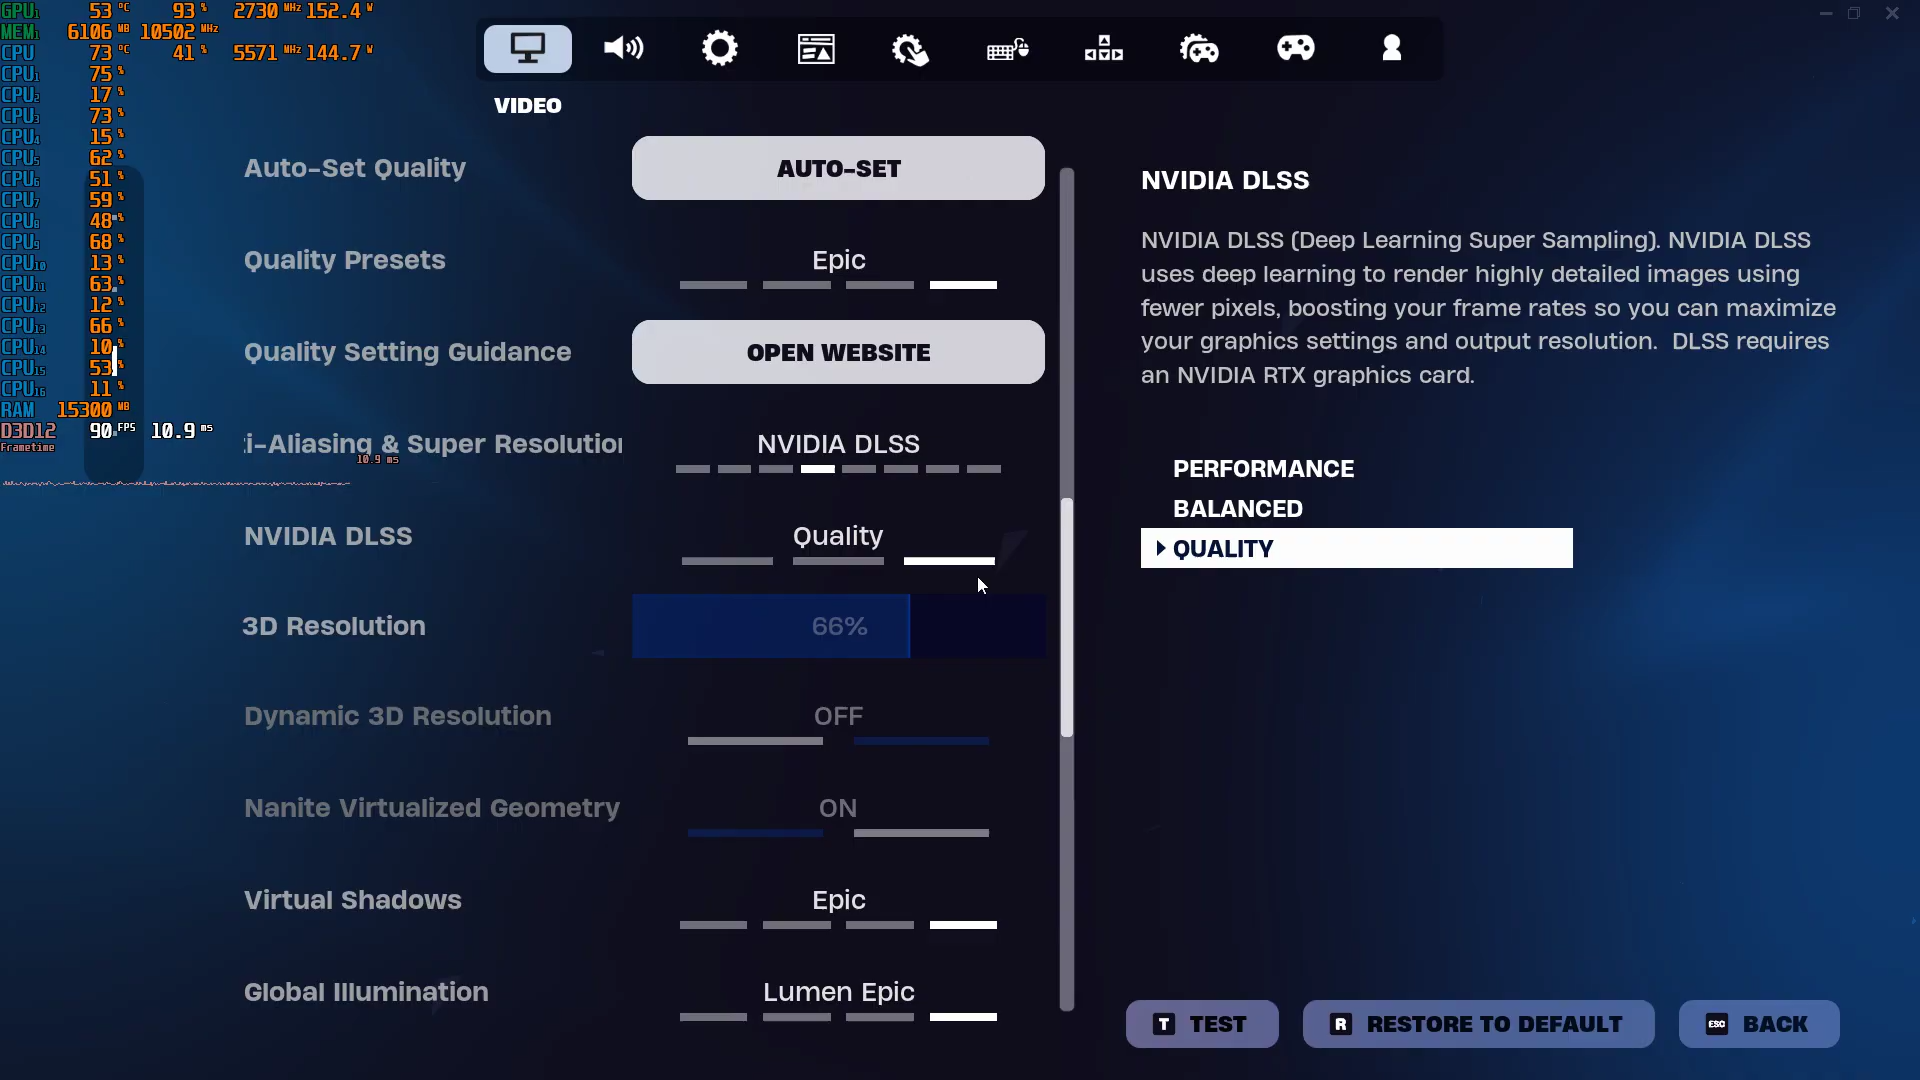 GPU1 53 °C 93 % 2730 MHz 152.4 W
MEM1 6106 MB 10502 MHz
CPU 73 °C 41 % 5571 MHz 144.7 W
CPU1 75 %
CPU2 17 %
CPU3 73 %
CPU4 15 %
CPU5 62 %
CPU6 51 %
CPU7 59 %
CPU8 48 %
CPU9 68 %
CPU10 13 %
CPU11 63 %
CPU12 12 %
CPU13 66 %
CPU14 10 %
CPU15 53 %
CPU16 11 %
RAM 15300 MB
D3D12 90 FPS 10.9 ms
Frametime
10.9 ms
VIDEO
Auto-Set Quality AUTO-SET
Quality Presets Epic
Quality Setting Guidance OPEN WEBSITE
i-Aliasing & Super Resolution NVIDIA DLSS
NVIDIA DLSS Quality
3D Resolution 66%
Dynamic 3D Resolution OFF
Nanite Virtualized Geometry ON
Virtual Shadows Epic
Global Illumination Lumen Epic
NVIDIA DLSS
NVIDIA DLSS (Deep Learning Super Sampling). NVIDIA DLSS
uses deep learning to render highly detailed images using
fewer pixels, boosting your frame rates so you can maximize
your graphics settings and output resolution. DLSS requires
an NVIDIA RTX graphics card.
PERFORMANCE
BALANCED
QUALITY
T TEST
R RESTORE TO DEFAULT
ESC BACK